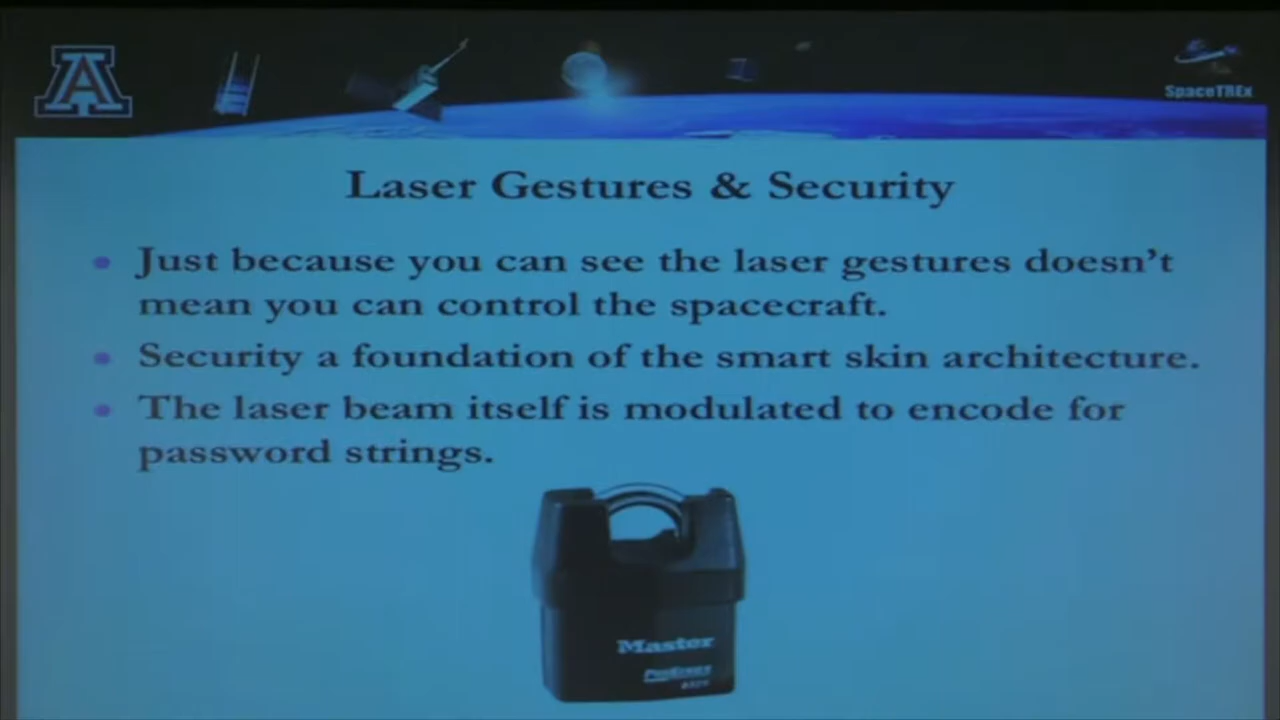 A
SpaceTREx
Laser Gestures & Security
Just because you can see the laser gestures doesn't
mean you can control the spacecraft.
Security a foundation of the smart skin architecture.
The laser beam itself is modulated to encode for
password strings.
Master